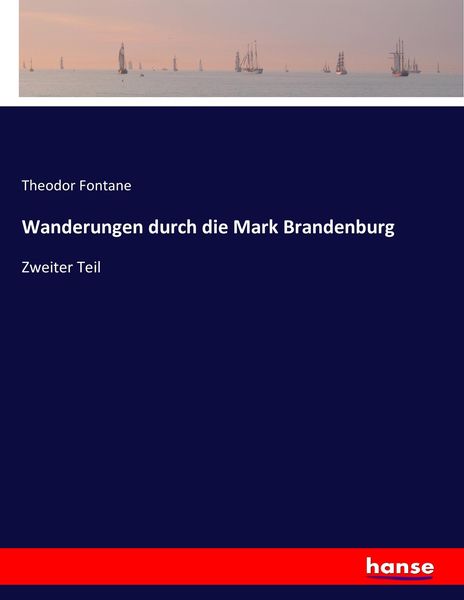 Theodor Fontane
Wanderungen durch die Mark Brandenburg
Zweiter Teil
hanse